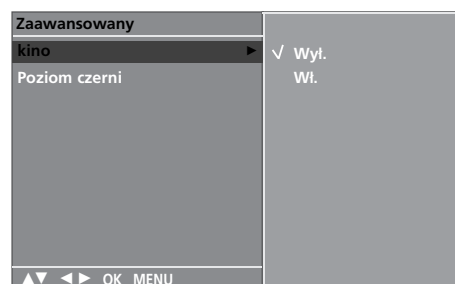 Zaawansowany
kino ►
√ Wył.
Poziom czerni
Wł.
▲▼ ◄► OK MENU